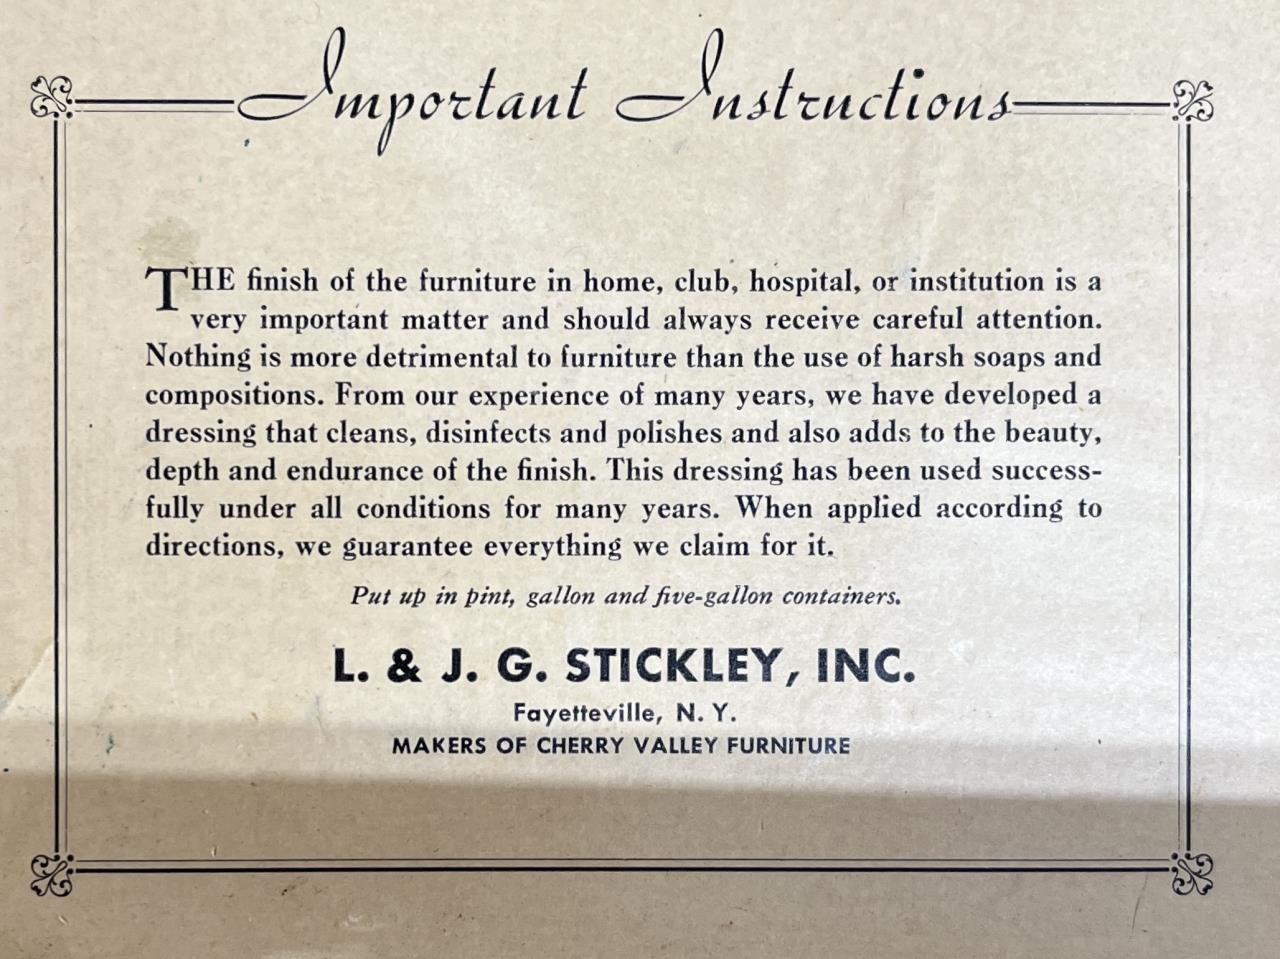 Important Instructions
THE finish of the furniture in home, club, hospital, or institution is a
very important matter and should always receive careful attention.
Nothing is more detrimental to furniture than the use of harsh soaps and
compositions. From our experience of many years, we have developed a
dressing that cleans, disinfects and polishes and also adds to the beauty,
depth and endurance of the finish. This dressing has been used success-
fully under all conditions for many years. When applied according to
directions, we guarantee everything we claim for it.
Put up in pint, gallon and five-gallon containers.
L. & J. G. STICKLEY, INC.
Fayetteville, N. Y.
MAKERS OF CHERRY VALLEY FURNITURE